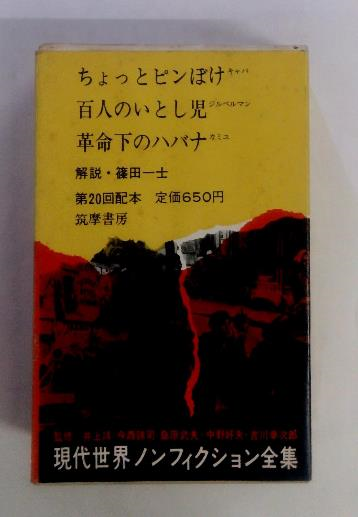 ちょっとピンぼけ キャパ
百人のいとし児 ジルベルマン
革命下のハバナ カミユ
解説・篠田一士
第20回配本 定価650円
筑摩書房
監修 井上靖 今西錦司 桑原武夫 中野好夫・吉川幸次郎
現代世界ノンフィクション全集